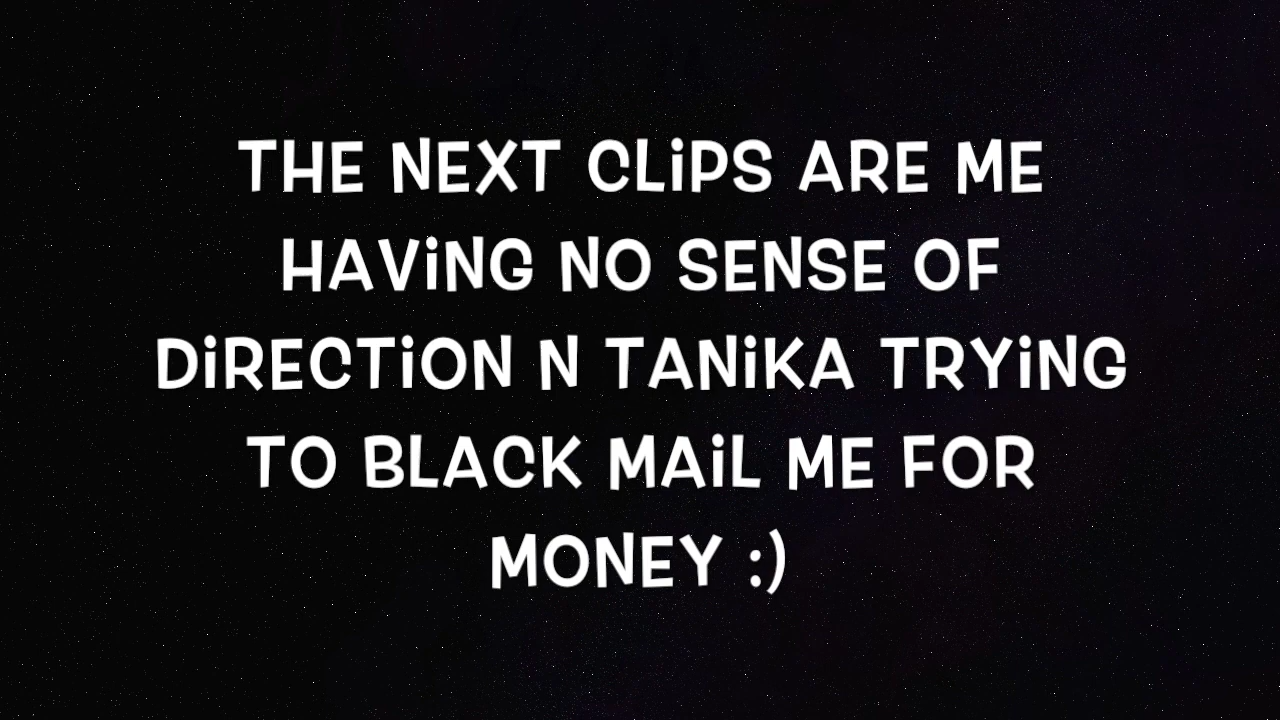 THE NEXT CLiPS ARE ME
HAViNG NO SENSE OF
DiRECTiON N TANiKA TRYiNG
TO BLACK MAiL ME FOR
MONEY :)